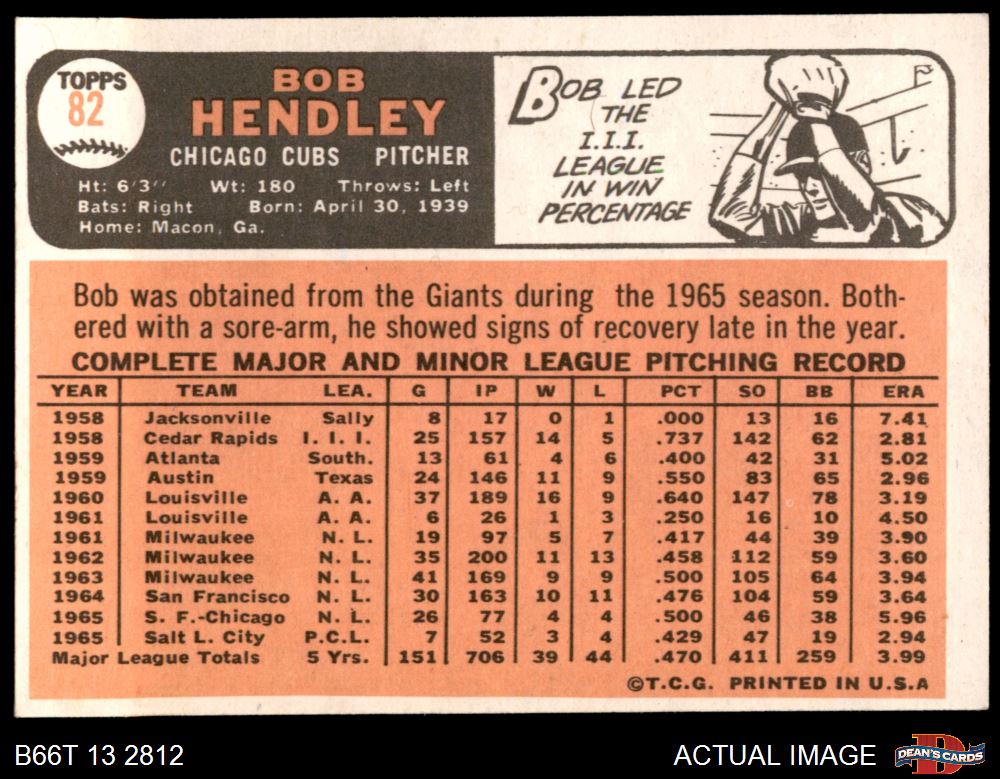 TOPPS
82
BOB
HENDLEY
CHICAGO CUBS PITCHER
Ht: 6'3" Wt: 180 Throws: Left
Bats: Right Born: April 30, 1939
Home: Macon, Ga.
BOB LED
THE
I.I.I.
LEAGUE
IN WIN
PERCENTAGE
Bob was obtained from the Giants during the 1965 season. Both-
ered with a sore-arm, he showed signs of recovery late in the year.
COMPLETE MAJOR AND MINOR LEAGUE PITCHING RECORD
YEAR TEAM LEA. G IP W L PCT SO BB ERA
1958 Jacksonville Sally 8 17 0 1 .000 13 16 7.41
1958 Cedar Rapids I. I. I. 25 157 14 5 .737 142 62 2.81
1959 Atlanta South. 13 61 4 6 .400 42 31 5.02
1959 Austin Texas 24 146 11 9 .550 83 65 2.96
1960 Louisville A. A. 37 189 16 9 .640 147 78 3.19
1961 Louisville A. A. 6 26 1 3 .250 16 10 4.50
1961 Milwaukee N. L. 19 97 5 7 .417 44 39 3.90
1962 Milwaukee N. L. 35 200 11 13 .458 112 59 3.60
1963 Milwaukee N. L. 41 169 9 9 .500 105 64 3.94
1964 San Francisco N. L. 30 163 10 11 .476 104 59 3.64
1965 S. F.-Chicago N. L. 26 77 4 4 .500 46 38 5.96
1965 Salt L. City P.C.L. 7 52 3 4 .429 47 19 2.94
Major League Totals 5 Yrs. 151 706 39 44 .470 411 259 3.99
©T.C.G. PRINTED IN U.S.A
B66T 13 2812 ACTUAL IMAGE DEAN'S CARDS